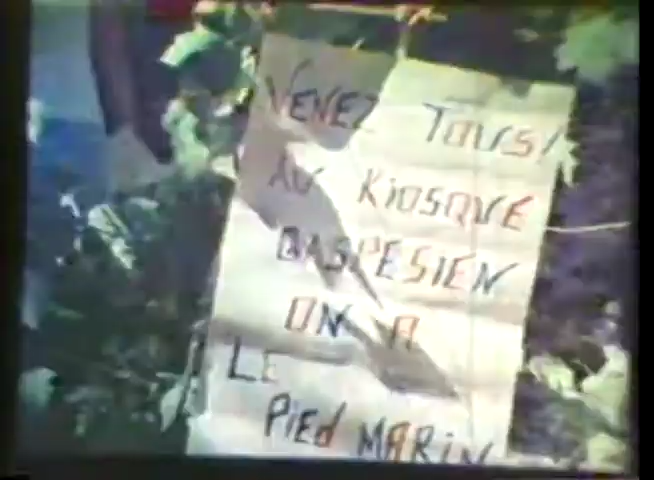 VENEZ TOUS!
AU KIOSQUE
GASPESIEN
ON A
LE
PIED MARIN